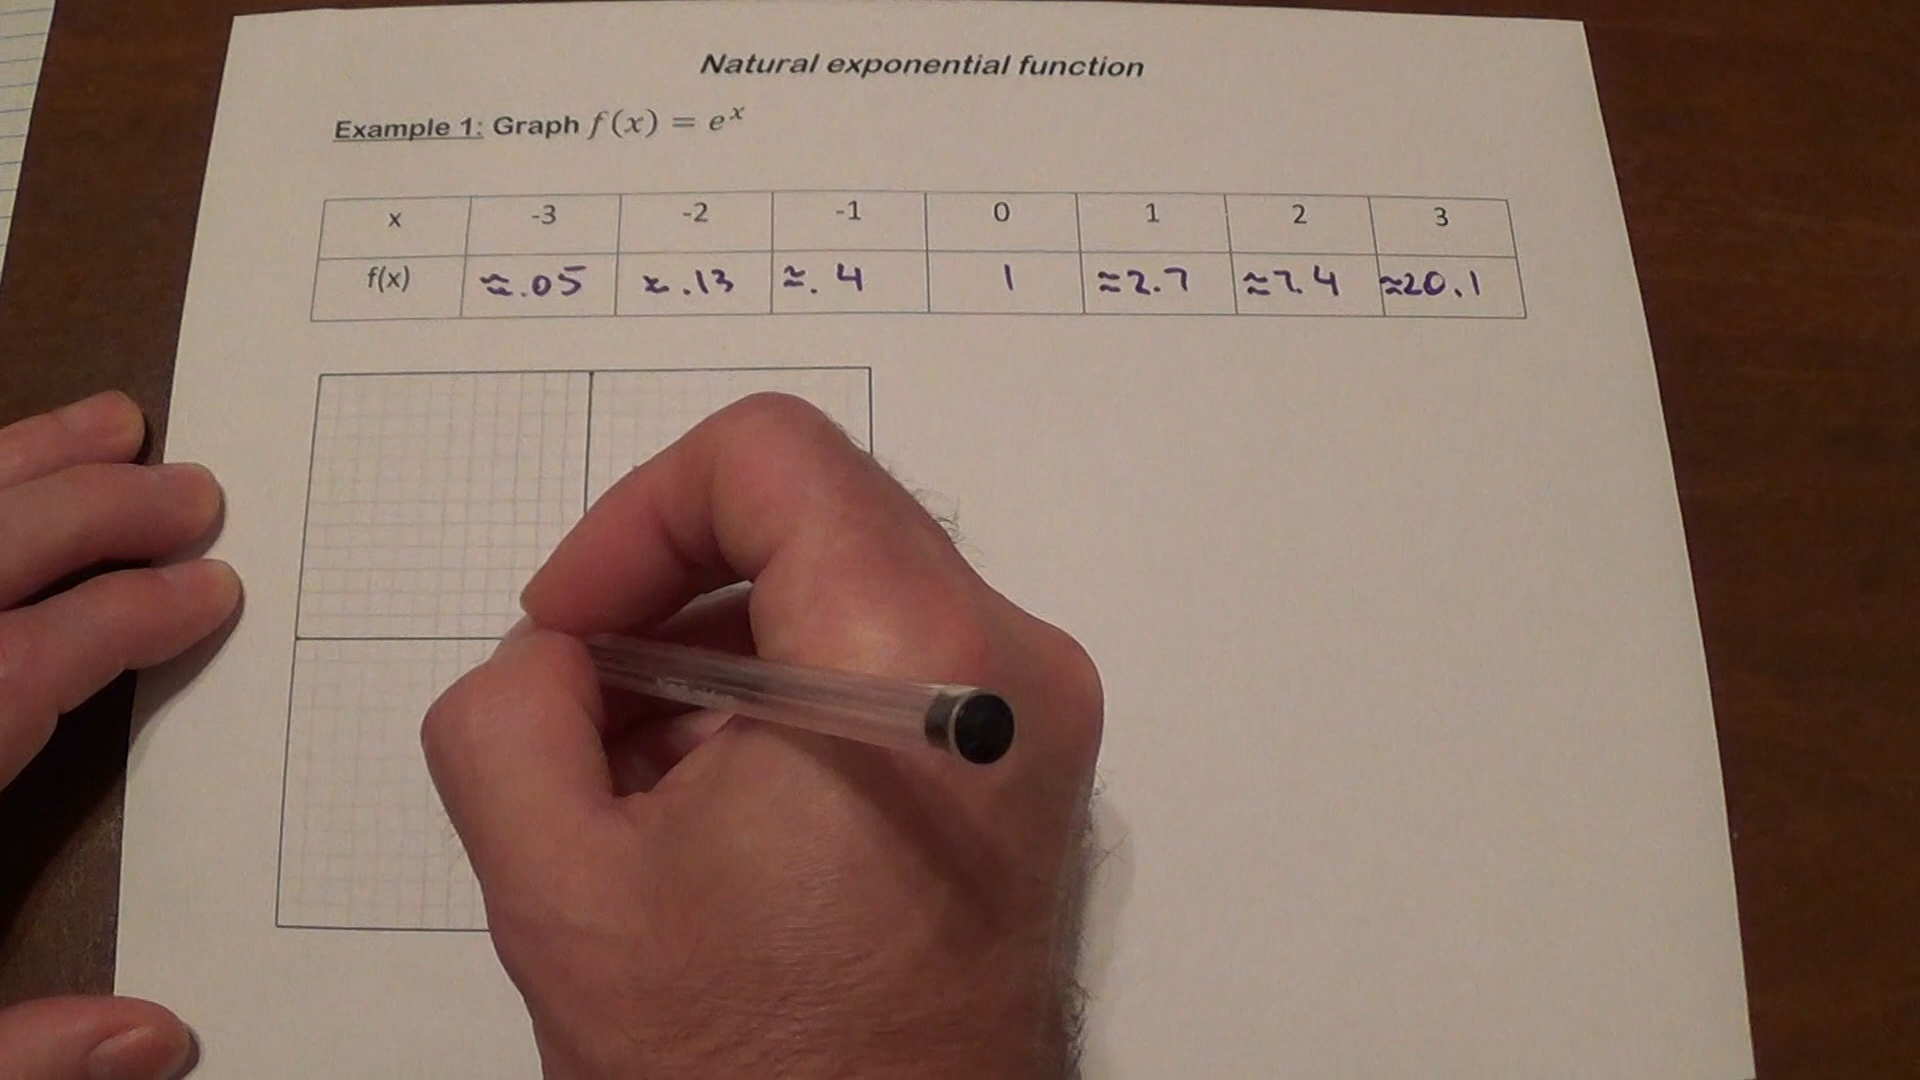 Natural exponential function
Example 1: Graph f(x) = eˣ
x -3 -2 -1 0 1 2 3
f(x) ≈.05 ≈.13 ≈.4 1 ≈2.7 ≈7.4 ≈20.1